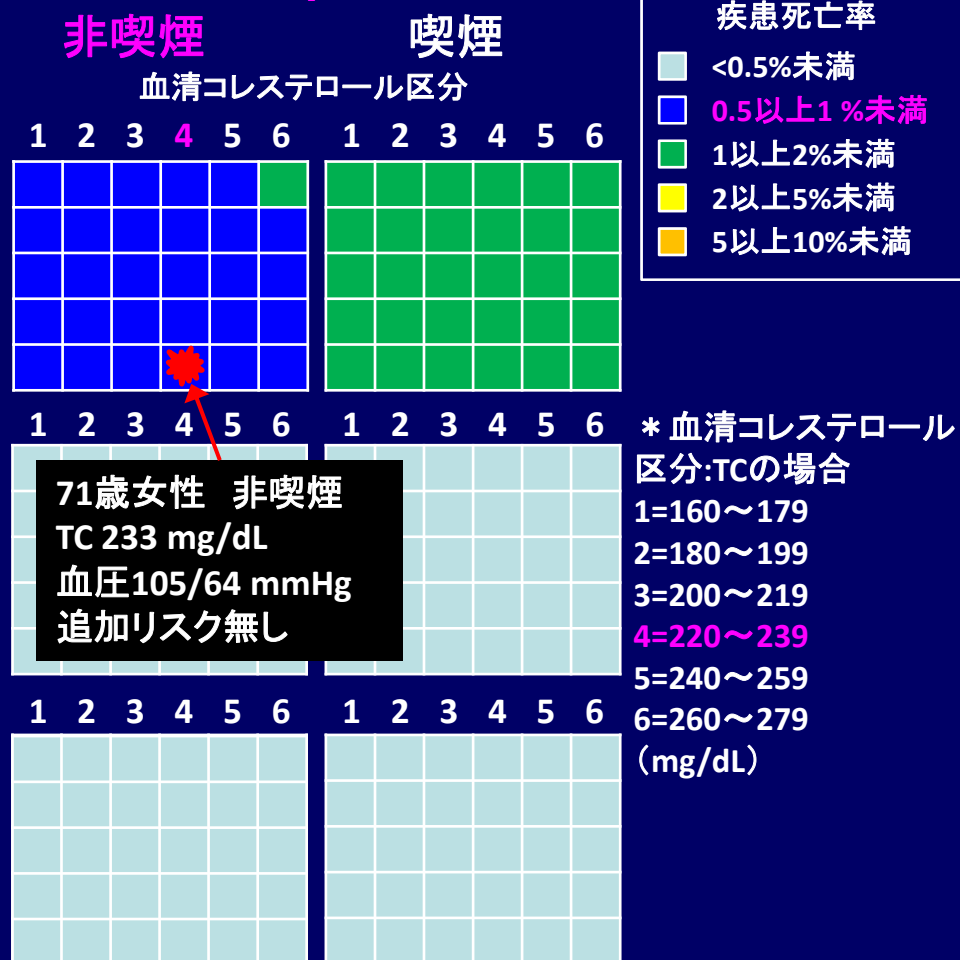 非喫煙
喫煙
血清コレステロール区分
1 2 3 4 5 6
1 2 3 4 5 6
疾患死亡率
<0.5%未満
0.5以上1 %未満
1以上2%未満
2以上5%未満
5以上10%未満
1 2 3 4 5 6
1 2 3 4 5 6
71歳女性 非喫煙
TC 233 mg/dL
血圧105/64 mmHg
追加リスク無し
＊血清コレステロール
区分:TCの場合
1=160～179
2=180～199
3=200～219
4=220～239
5=240～259
6=260～279
（mg/dL）
1 2 3 4 5 6
1 2 3 4 5 6